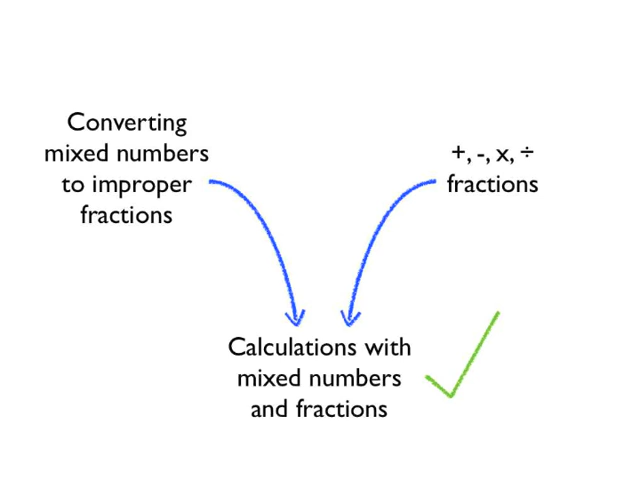 Converting
mixed numbers
to improper
fractions
+, -, x, ÷
fractions
Calculations with
mixed numbers
and fractions